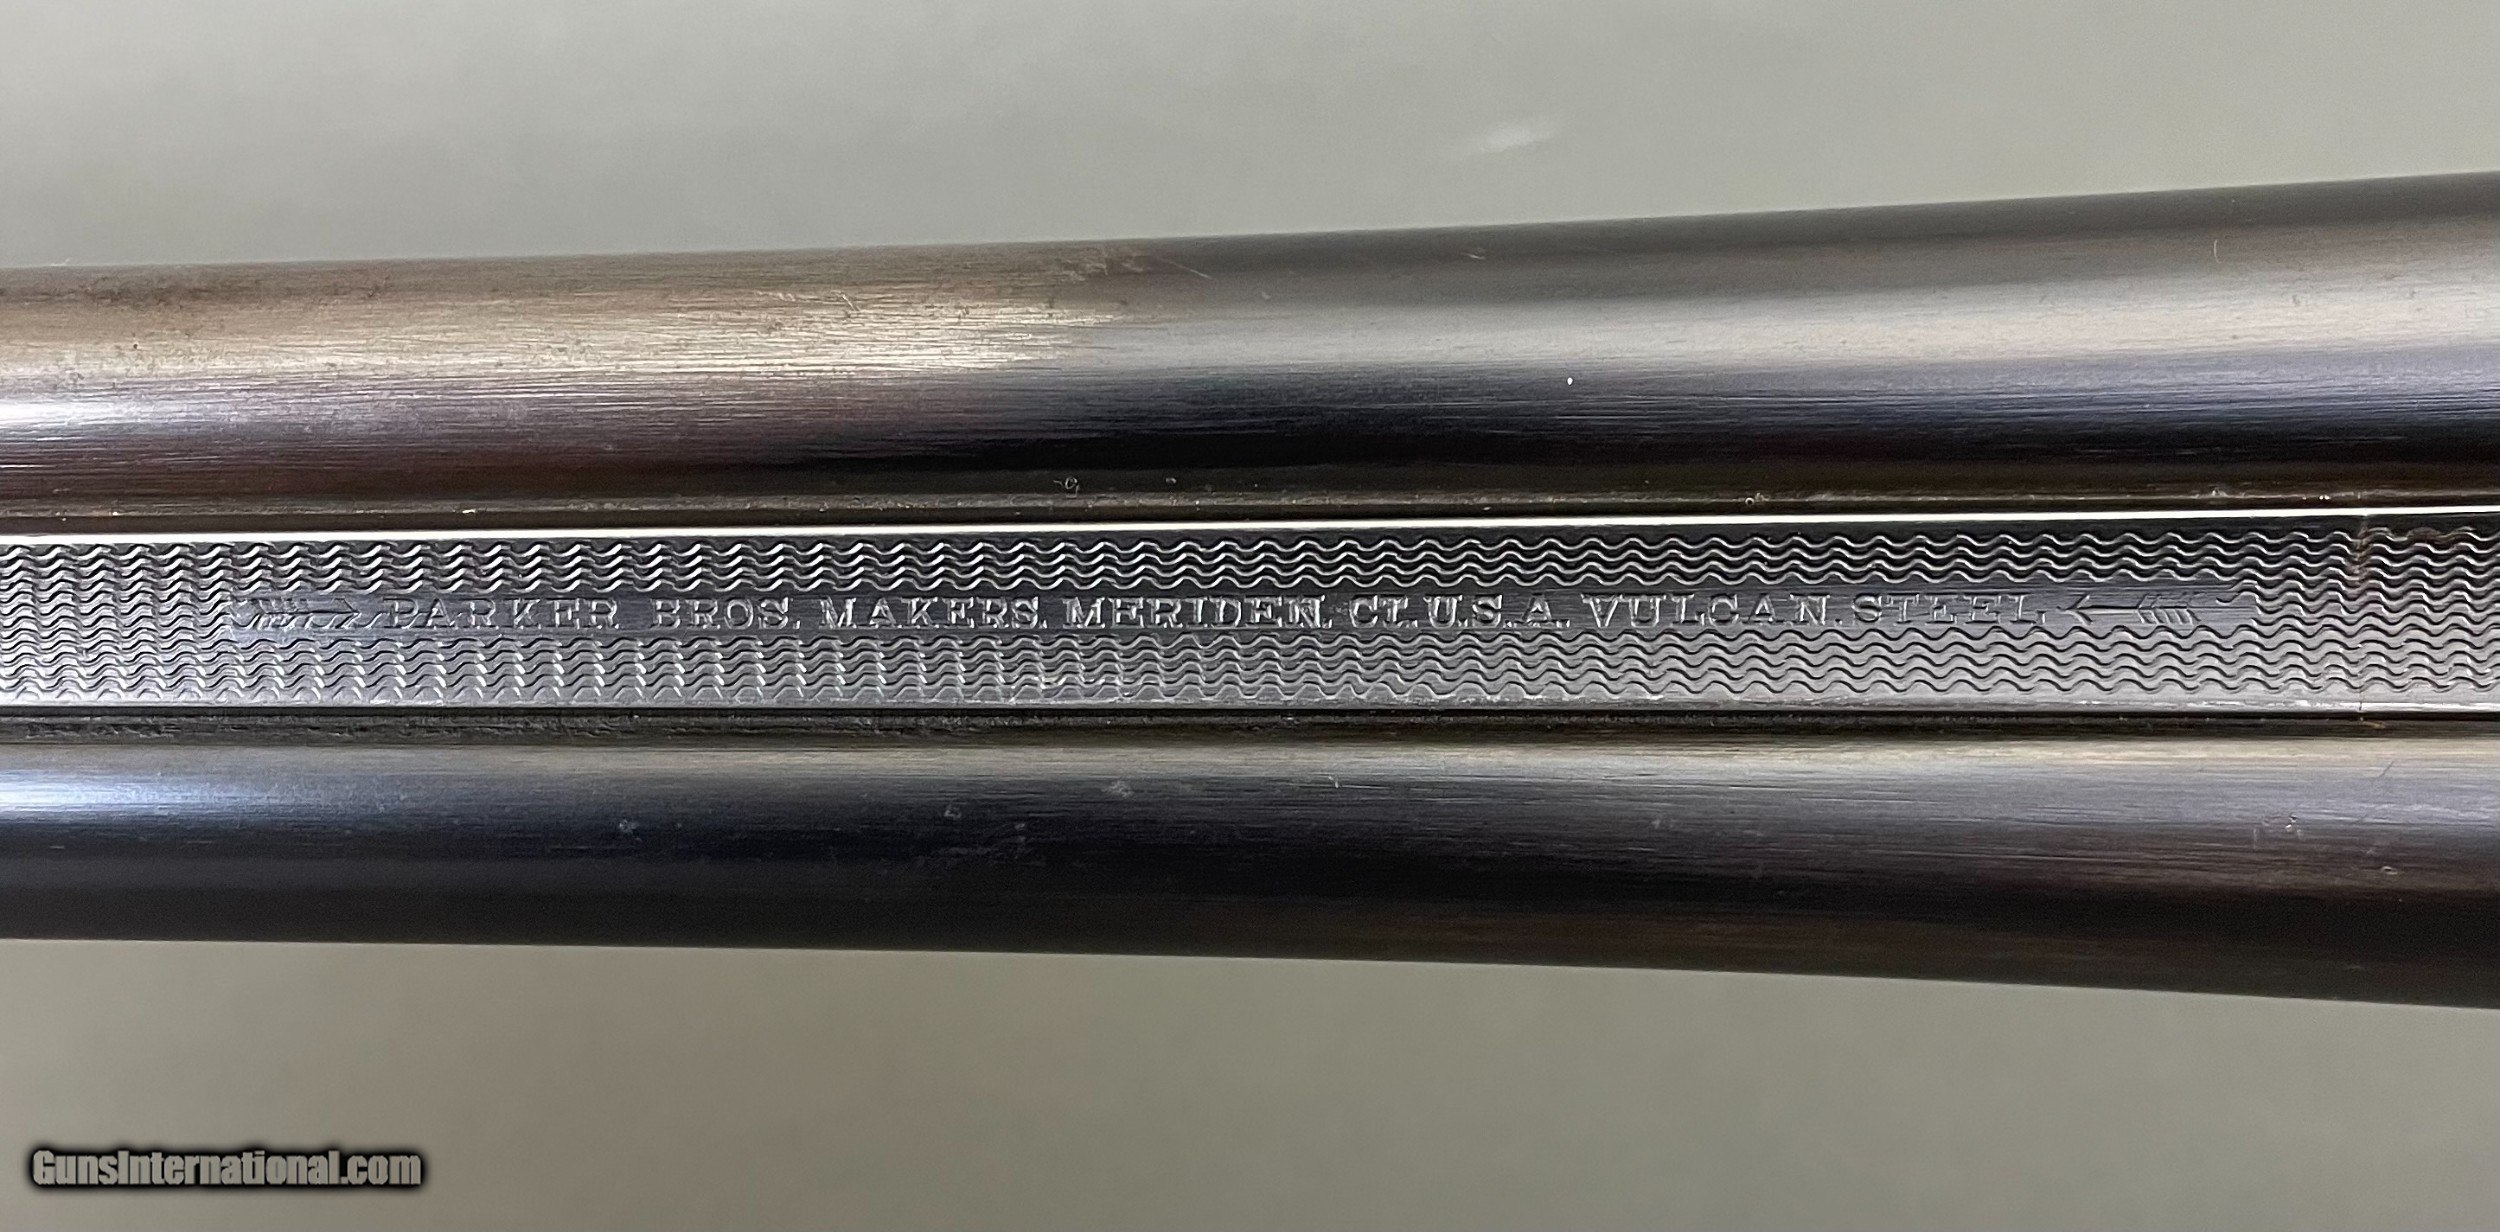 PARKER BROS. MAKERS. MERIDEN. CT. U.S.A. VULCAN. STEEL.
GunsInternational.com